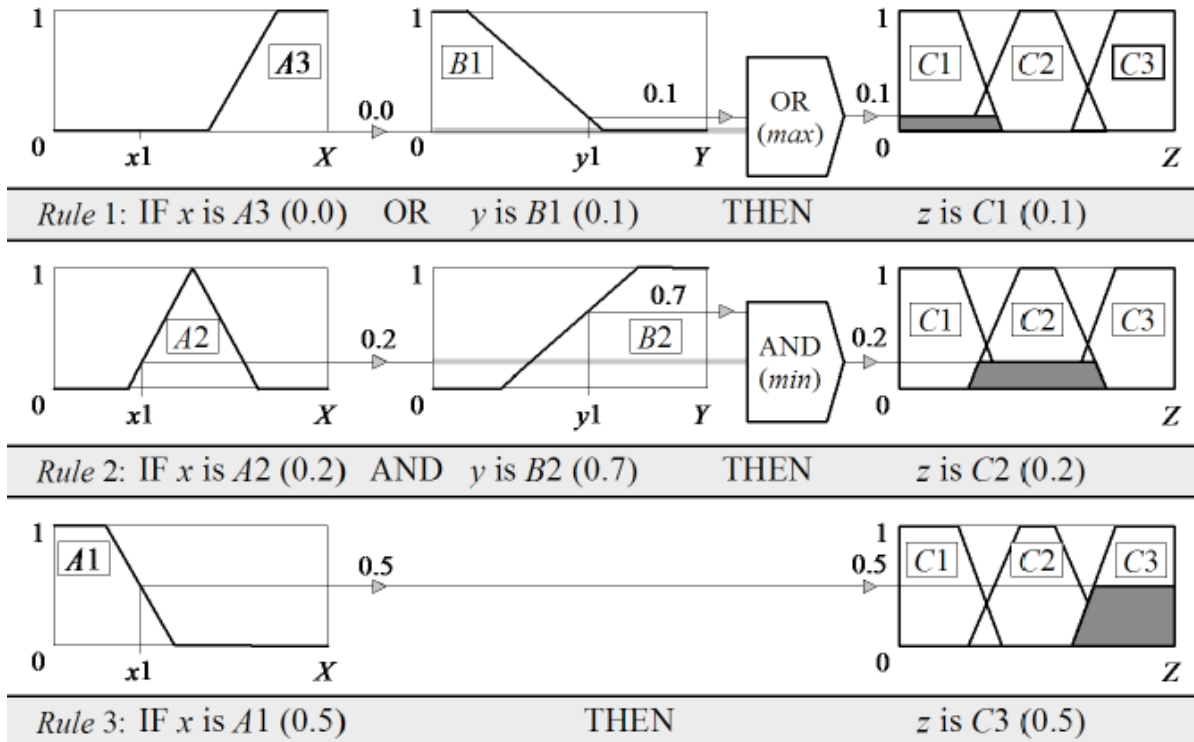 1 A3 B1 0.1 1 C1 C2 C3
0.0 OR (max) 0.1
0 x1 X y1 Y 0 Z
Rule 1: IF x is A3 (0.0) OR y is B1 (0.1) THEN z is C1 (0.1)
1 A2 1 0.7 B2 1 C1 C2 C3
0.2 AND (min) 0.2
0 x1 X 0 y1 Y 0 Z
Rule 2: IF x is A2 (0.2) AND y is B2 (0.7) THEN z is C2 (0.2)
1 A1 1 C1 C2 C3
0.5 0.5
0 x1 X 0 Z
Rule 3: IF x is A1 (0.5) THEN z is C3 (0.5)